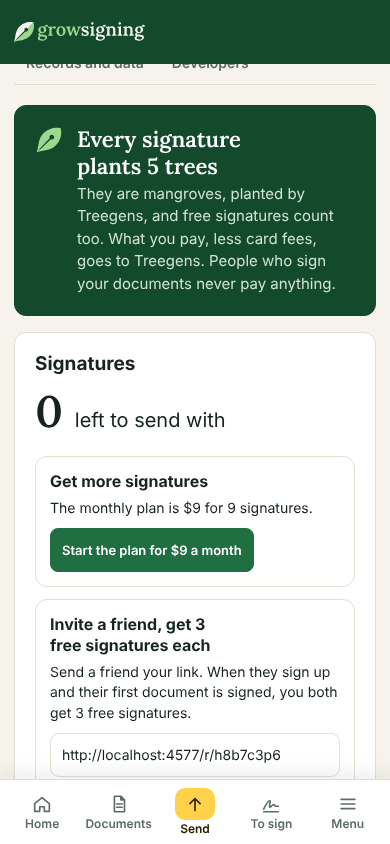 growsigning
Records and data Developers
Every signature
plants 5 trees
They are mangroves, planted by
Treegens, and free signatures count
too. What you pay, less card fees,
goes to Treegens. People who sign
your documents never pay anything.
Signatures
0 left to send with
Get more signatures
The monthly plan is $9 for 9 signatures.
Start the plan for $9 a month
Invite a friend, get 3
free signatures each
Send a friend your link. When they sign up
and their first document is signed, you both
get 3 free signatures.
http://localhost:4577/r/h8b7c3p6
Home Documents Send To sign Menu